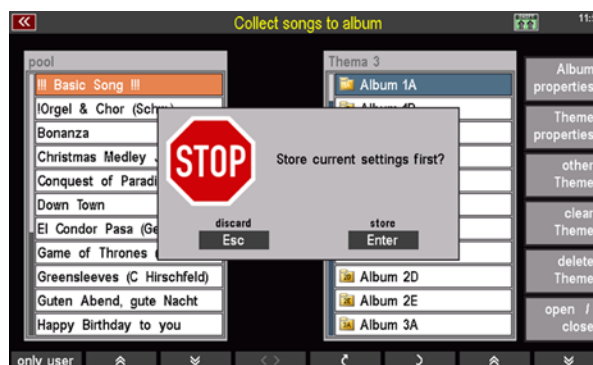 Collect songs to album
11:
pool
!!! Basic Song !!!
!Orgel & Chor
Bonanza
Christmas Medley
Conquest of Paradi
Down Town
El Condor Pasa (Ge
Game of Thrones
Greensleeves (C Hirschfeld)
Guten Abend, gute Nacht
Happy Birthday to you
Thema 3
Album 1A
Album 2D
Album 2E
Album 3A
STOP
Store current settings first?
discard
Esc
store
Enter
Album
properties
Theme
properties
other
Theme
clear
Theme
delete
Theme
open /
close
only user